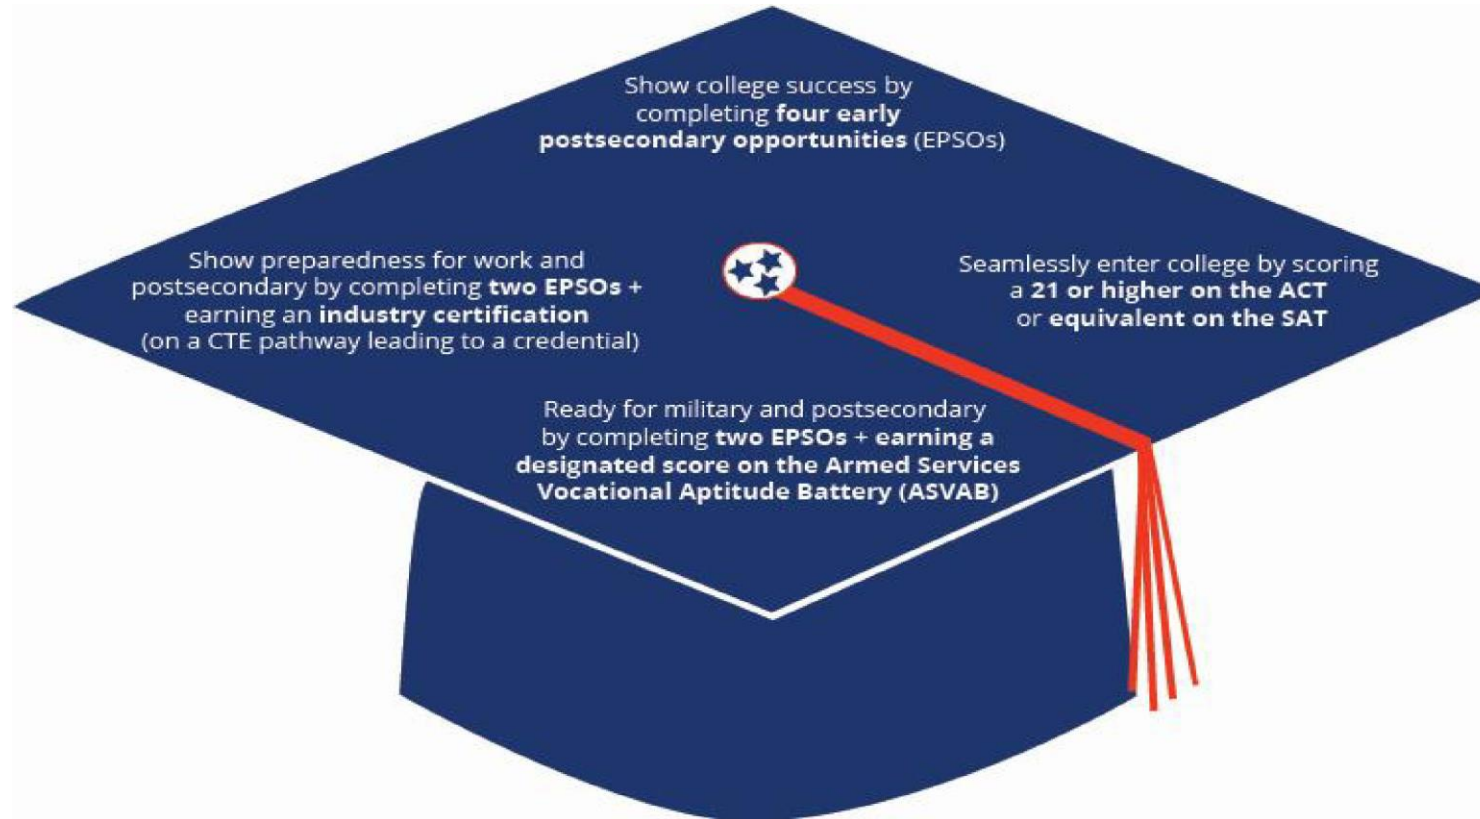 Show college success by
completing four early
postsecondary opportunities (EPSOs)
Show preparedness for work and
postsecondary by completing two EPSOs +
earning an industry certification
(on a CTE pathway leading to a credential)
Seamlessly enter college by scoring
a 21 or higher on the ACT
or equivalent on the SAT
Ready for military and postsecondary
by completing two EPSOs + earning a
designated score on the Armed Services
Vocational Aptitude Battery (ASVAB)